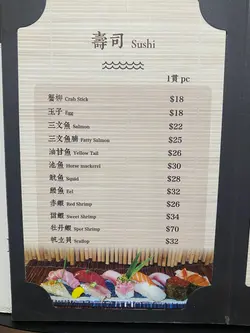 壽司 Sushi
1貫 pc
蟹柳 Crab Stick $18
玉子 Egg $18
三文魚 Salmon $22
三文魚腩 Fatty Salmon $25
油甘魚 Yellow Tail $26
池魚 Horse mackerel $30
魷魚 Squid $28
鰻魚 Eel $32
赤蝦 Red Shrimp $26
甜蝦 Sweet Shrimp $34
牡丹蝦 Spot Shrimp $70
帆立貝 Scallop $32